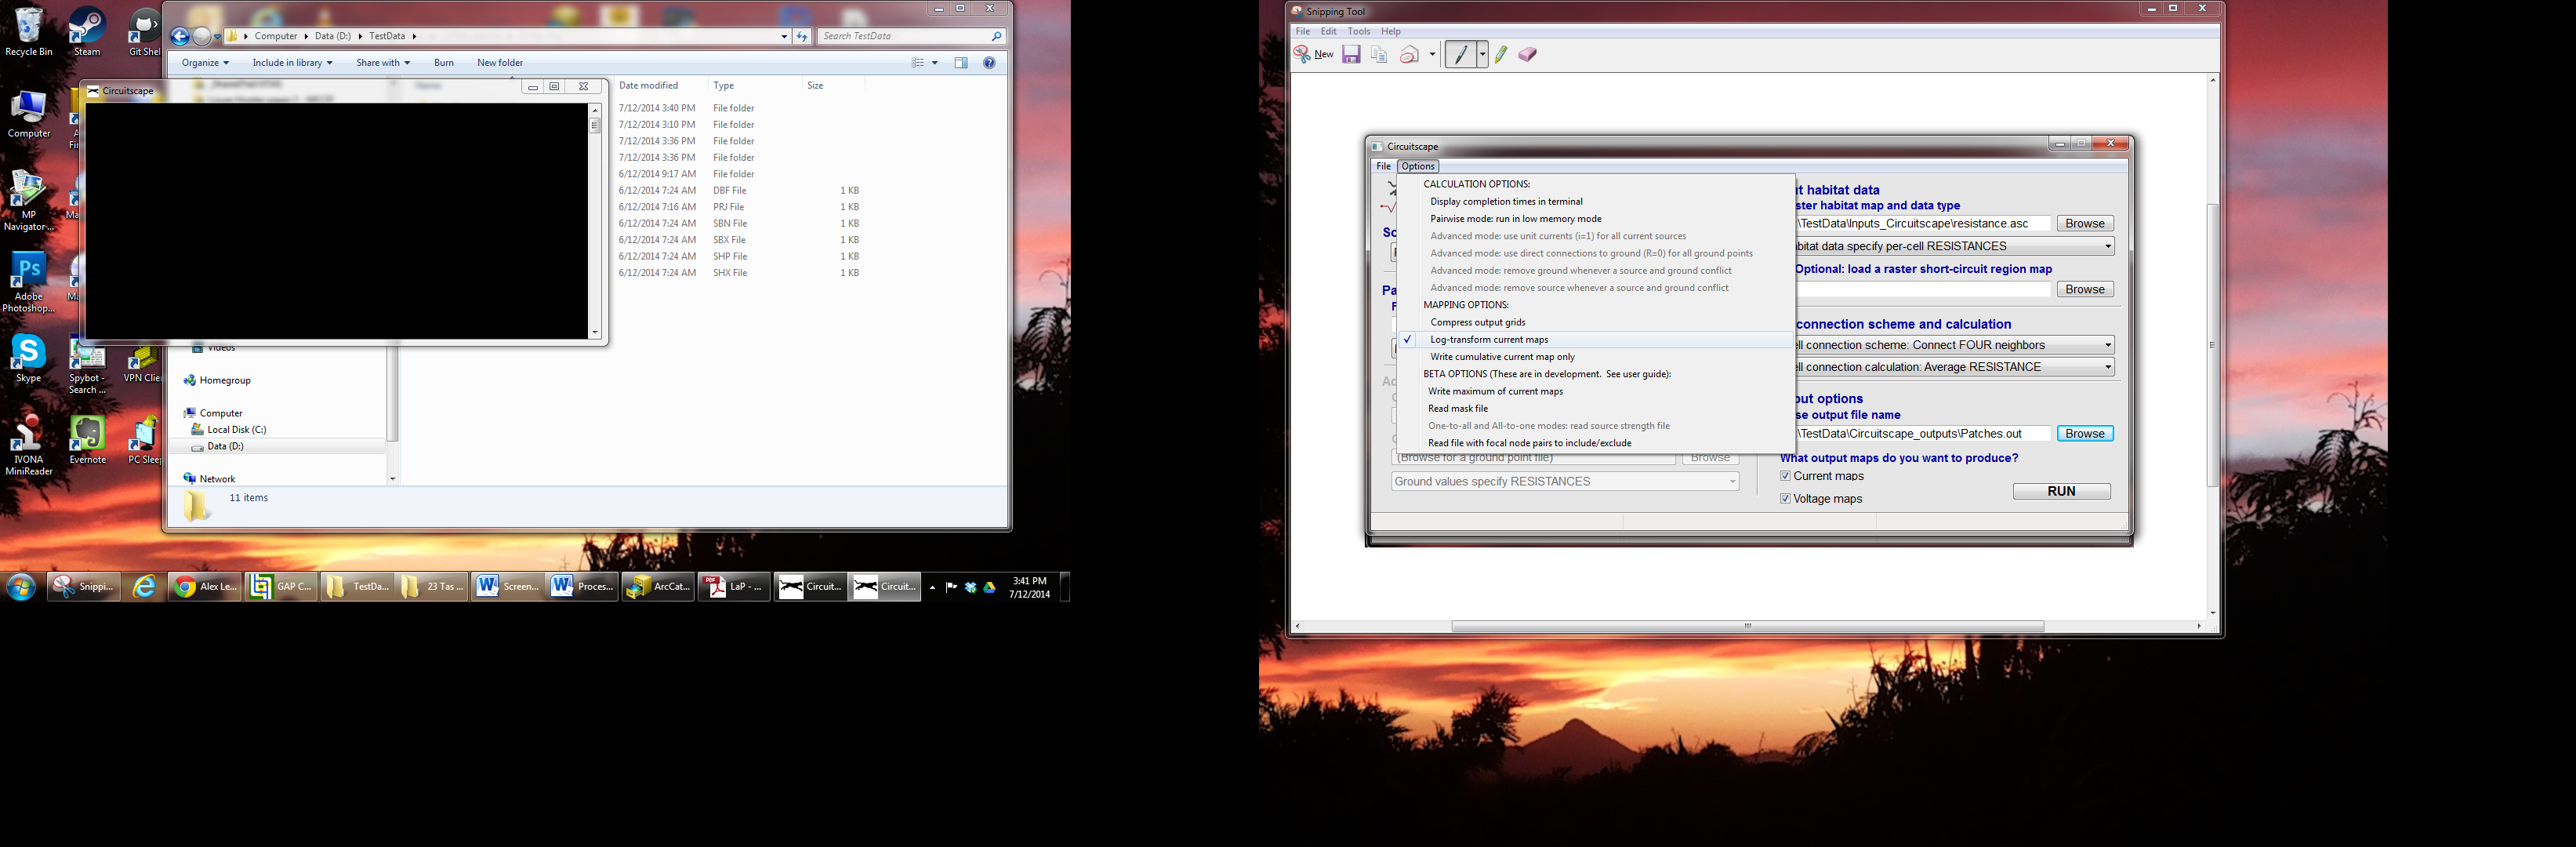 Recycle Bin
Steam
Git Shel
Computer
MP Navigator ...
Adobe Photoshop...
Skype
Spybot - Search ...
VPN Clie
IVONA MiniReader
Evernote
PC Sleep
Computer ▸ Data (D:) ▸ TestData ▸
Search TestData
Organize
Include in library
Share with
Burn
New folder
Circuitscape
Date modified Type Size
7/12/2014 3:40 PM File folder
7/12/2014 3:10 PM File folder
7/12/2014 3:36 PM File folder
7/12/2014 3:36 PM File folder
6/12/2014 9:17 AM File folder
6/12/2014 7:24 AM DBF File 1 KB
6/12/2014 7:16 AM PRJ File 1 KB
6/12/2014 7:24 AM SBN File 1 KB
6/12/2014 7:24 AM SBX File 1 KB
6/12/2014 7:24 AM SHP File 1 KB
6/12/2014 7:24 AM SHX File 1 KB
Videos
Homegroup
Computer
Local Disk (C:)
Data (D:)
Network
11 items
Snippi...
Alex Le...
GAP C...
TestDa...
23 Tas ...
Screen...
Proces...
ArcCat...
LaP - ...
Circuit...
Circuit...
3:41 PM
7/12/2014
Snipping Tool
File Edit Tools Help
New
Circuitscape
File Options
CALCULATION OPTIONS:
Display completion times in terminal
Pairwise mode: run in low memory mode
Advanced mode: use unit currents (i=1) for all current sources
Advanced mode: use direct connections to ground (R=0) for all ground points
Advanced mode: remove ground whenever a source and ground conflict
Advanced mode: remove source whenever a source and ground conflict
MAPPING OPTIONS:
Compress output grids
Log-transform current maps
Write cumulative current map only
BETA OPTIONS (These are in development. See user guide):
Write maximum of current maps
Read mask file
One-to-all and All-to-one modes: read source strength file
Read file with focal node pairs to include/exclude
(Browse for a ground point file)
Browse
Ground values specify RESISTANCES
ut habitat data
ster habitat map and data type
\TestData\Inputs_Circuitscape\resistance.asc
Browse
bitat data specify per-cell RESISTANCES
Optional: load a raster short-circuit region map
Browse
connection scheme and calculation
ell connection scheme: Connect FOUR neighbors
ell connection calculation: Average RESISTANCE
put options
se output file name
\TestData\Circuitscape_outputs\Patches.out
Browse
What output maps do you want to produce?
Current maps
Voltage maps
RUN